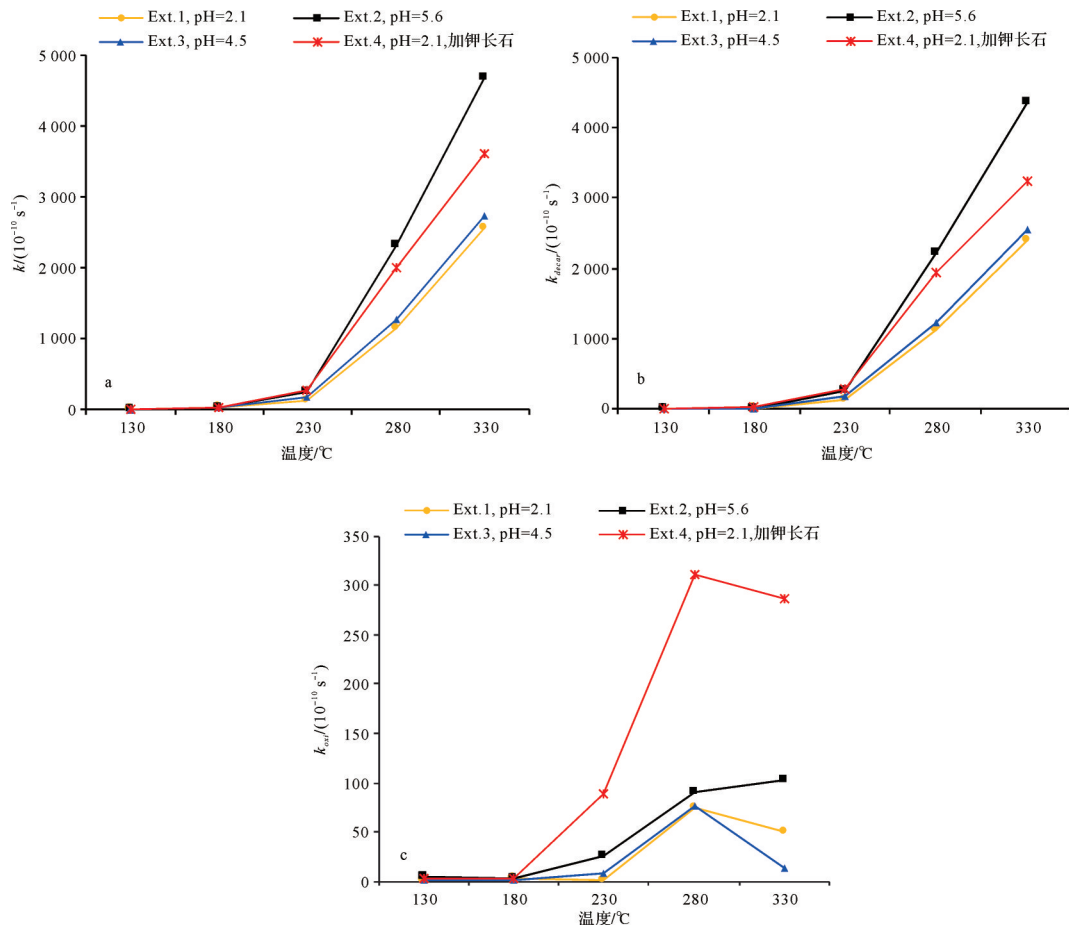 Ext.1, pH=2.1
Ext.2, pH=5.6
Ext.3, pH=4.5
Ext.4, pH=2.1,加钾长石
5 000
4 000
3 000
2 000
1 000
0
k/(10⁻¹⁰ s⁻¹)
a
130 180 230 280 330
温度/℃
Ext.1, pH=2.1
Ext.2, pH=5.6
Ext.3, pH=4.5
Ext.4, pH=2.1,加钾长石
5 000
4 000
3 000
2 000
1 000
0
k_decar/(10⁻¹⁰ s⁻¹)
b
130 180 230 280 330
温度/℃
Ext.1, pH=2.1
Ext.2, pH=5.6
Ext.3, pH=4.5
Ext.4, pH=2.1,加钾长石
350
300
250
200
150
100
50
0
k_oxi/(10⁻¹⁰ s⁻¹)
c
130 180 230 280 330
温度/℃